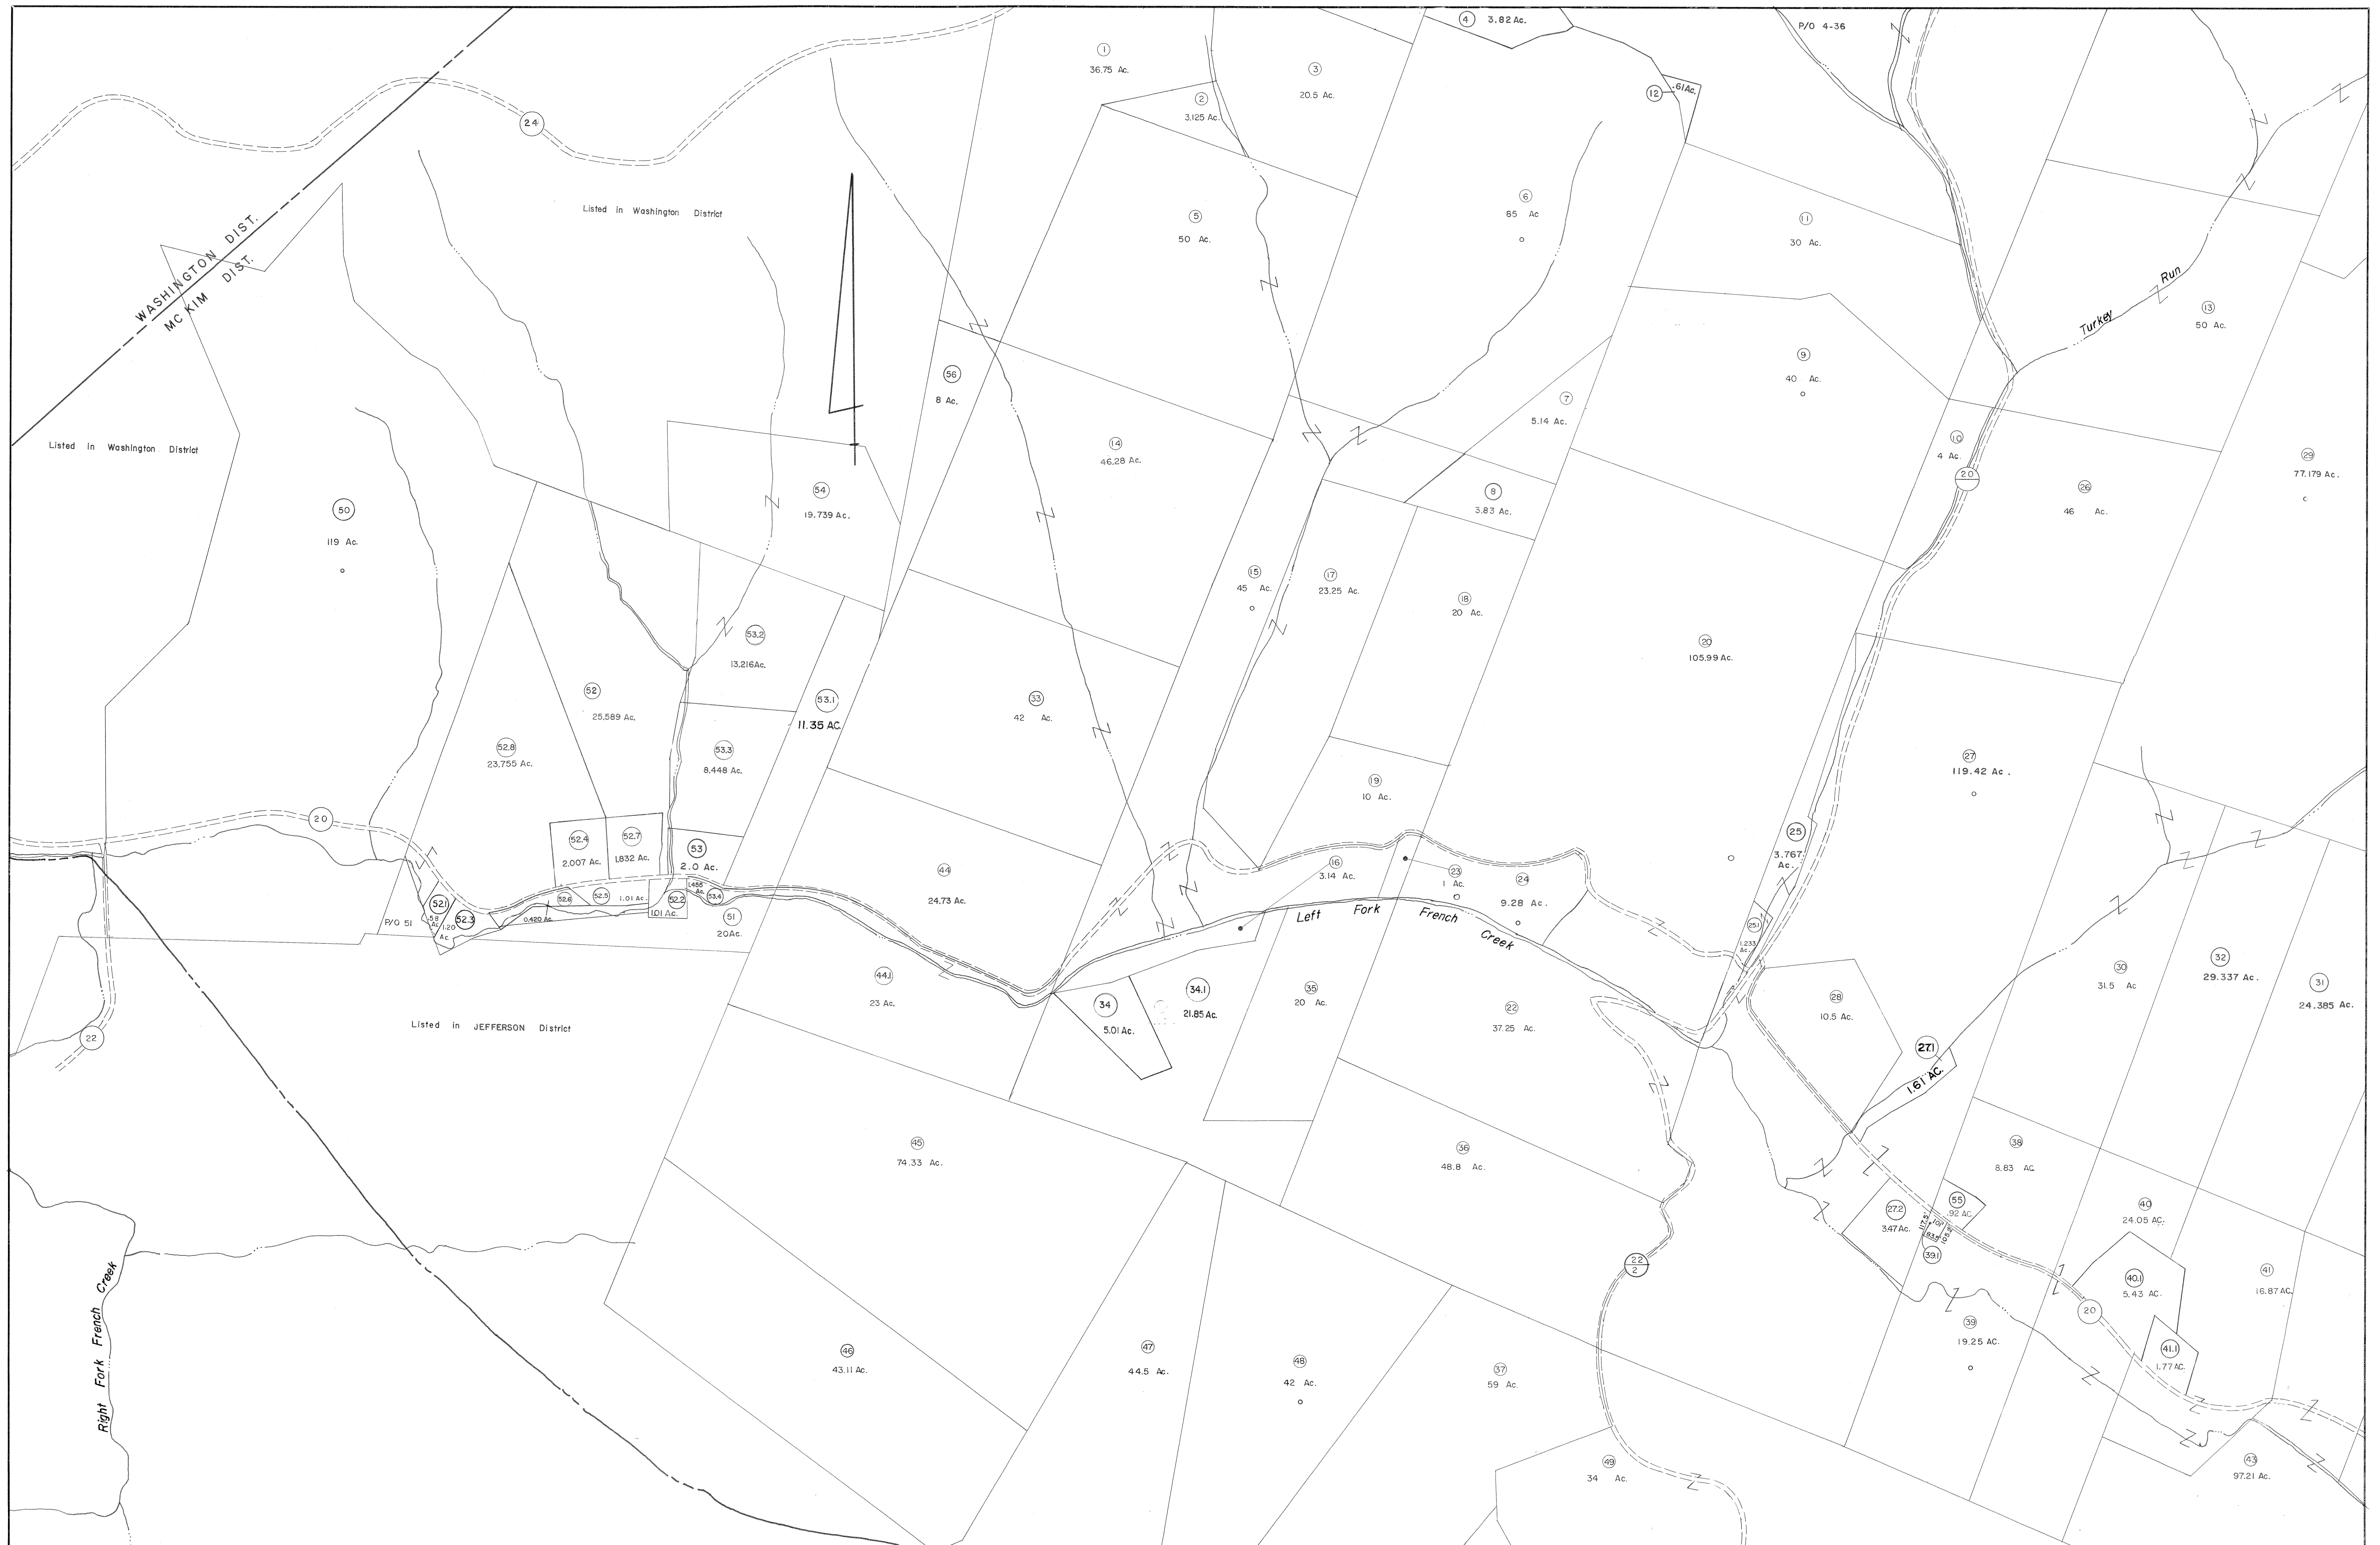 4 3.82 Ac.
P/O 4-36
1
36.75 Ac.
3
20.5 Ac.
2
3.125 Ac.
12 .61 Ac.
24
Listed in Washington District
WASHINGTON DIST.
MC KIM DIST.
5
50 Ac.
6
65 Ac
11
30 Ac.
Turkey Run
13
50 Ac.
9
40 Ac.
56
8 Ac.
7
5.14 Ac.
Listed in Washington District
14
46.28 Ac.
10
4 Ac.
20
29
77.179 Ac.
26
46 Ac.
50
119 Ac.
54
19.739 Ac.
8
3.83 Ac.
15
45 Ac.
17
23.25 Ac.
18
20 Ac.
53.2
13.216 Ac.
20
105.99 Ac.
52
25.589 Ac.
53.1
11.35 AC.
33
42 Ac.
52.8
23.755 Ac.
53.3
8.448 Ac.
27
119.42 Ac.
19
10 Ac.
20
52.4
2.007 Ac.
52.7
1.832 Ac.
53
2.0 Ac.
25
3.767
Ac.
44
24.73 Ac.
16
3.14 Ac.
23
1 Ac.
24
9.28 Ac.
52.1
.58
Ac.
52.3
1.20
Ac.
52.6
52.5
1.01 Ac.
0.420 Ac.
52.2
1.01 Ac.
1.455
Ac.
53.4
51
20 Ac.
P/O 51
Left Fork French Creek
25.1
1.233
Ac.
44.1
23 Ac.
34
5.01 Ac.
34.1
21.85 Ac.
35
20 Ac.
22
37.25 Ac.
28
10.5 Ac.
30
31.5 Ac
32
29.337 Ac.
31
24.385 Ac.
22
Listed in JEFFERSON District
27.1
1.61 AC.
45
74.33 Ac.
36
48.8 Ac.
38
8.83 AC
27.2
3.47 Ac.
55
.92 AC
117.5
101
105.6
83.5
39.1
40
24.05 AC.
22
2
Right Fork French Creek
40.1
5.43 AC.
41
16.87 AC.
20
39
19.25 AC.
41.1
1.77 AC.
46
43.11 Ac.
47
44.5 Ac.
48
42 Ac.
37
59 Ac.
49
34 Ac.
43
97.21 Ac.